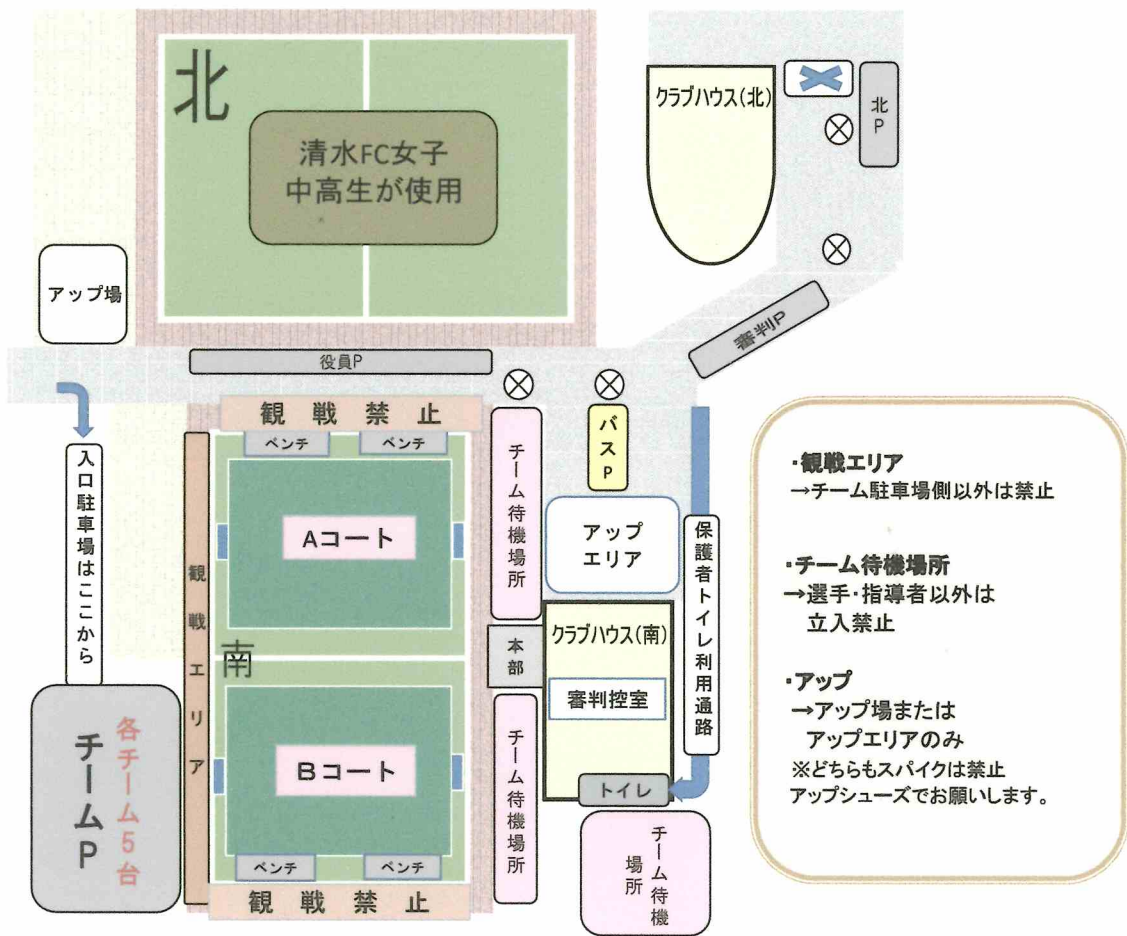 北
清水FC女子
中高生が使用
クラブハウス(北)
北P
アップ場
審判P
役員P
観戦禁止
ベンチ
ベンチ
バスP
チーム待機場所
入口駐車場はここから
Aコート
アップ
エリア
保護者トイレ利用通路
観戦エリア
南
本部
クラブハウス(南)
審判控室
各チーム5台
チームP
Bコート
チーム待機場所
トイレ
ベンチ
ベンチ
観戦禁止
チーム待機
場所
・観戦エリア
→チーム駐車場側以外は禁止
・チーム待機場所
→選手・指導者以外は
立入禁止
・アップ
→アップ場または
アップエリアのみ
※どちらもスパイクは禁止
アップシューズでお願いします。